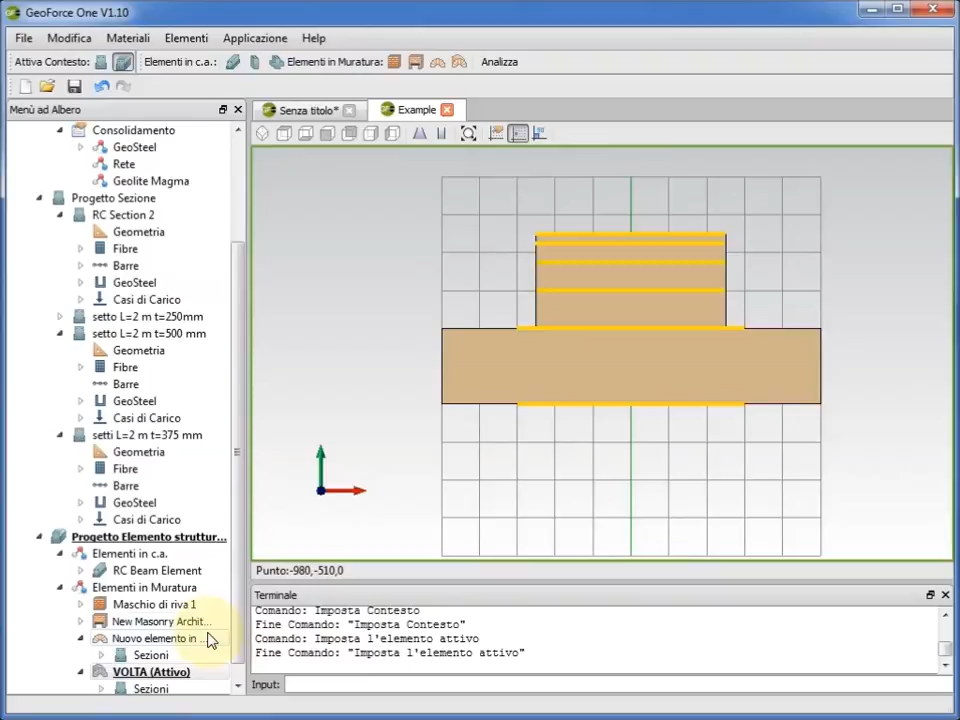 GeoForce One V1.10
File Modifica Materiali Elementi Applicazione Help
Attiva Contesto: Elementi in c.a.: Elementi in Muratura: Analizza
Menù ad Albero
Senza titolo* Example
Consolidamento
GeoSteel
Rete
Geolite Magma
Progetto Sezione
RC Section 2
Geometria
Fibre
Barre
GeoSteel
Casi di Carico
setto L=2 m t=250mm
setto L=2 m t=500 mm
Geometria
Fibre
Barre
GeoSteel
Casi di Carico
setti L=2 m t=375 mm
Geometria
Fibre
Barre
GeoSteel
Casi di Carico
Progetto Elemento struttur...
Elementi in c.a.
RC Beam Element
Elementi in Muratura
Maschio di riva 1
New Masonry Archit...
Nuovo elemento in ...
Sezioni
VOLTA (Attivo)
Sezioni
Punto:-980,-510,0
Terminale
Comando: Imposta Contesto
Fine Comando: "Imposta Contesto"
Comando: Imposta l'elemento attivo
Fine Comando: "Imposta l'elemento attivo"
Input: